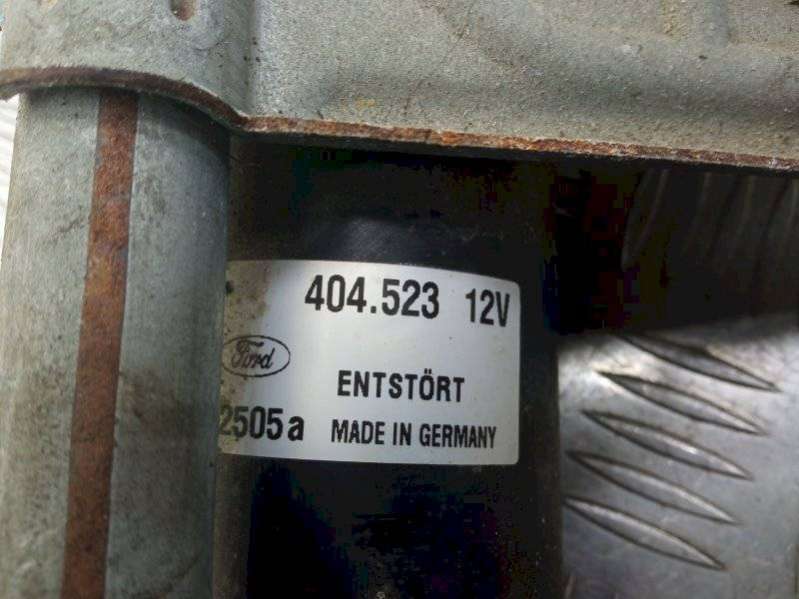 404.523 12V
Ford
ENTSTÖRT
2505a MADE IN GERMANY